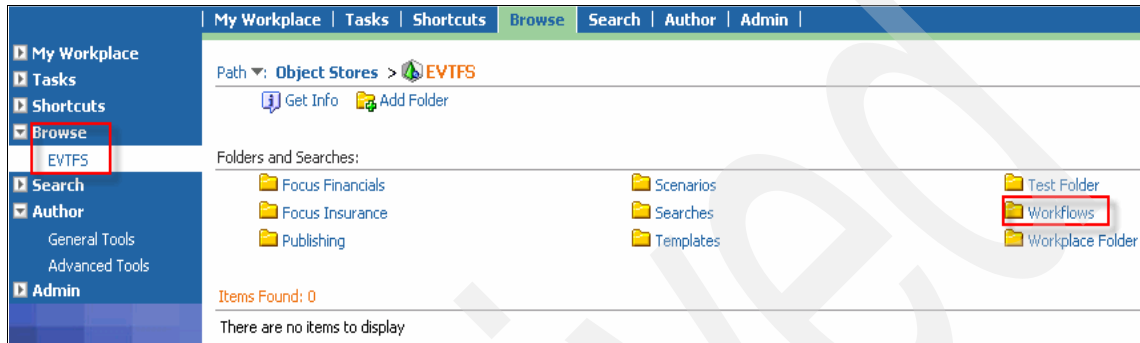 My Workplace | Tasks | Shortcuts | Browse | Search | Author | Admin |
My Workplace
Tasks
Shortcuts
Browse
EVTFS
Search
Author
General Tools
Advanced Tools
Admin
Path : Object Stores > EVTFS
Get Info Add Folder
Folders and Searches:
Focus Financials Scenarios Test Folder
Focus Insurance Searches Workflows
Publishing Templates Workplace Folder
Items Found: 0
There are no items to display